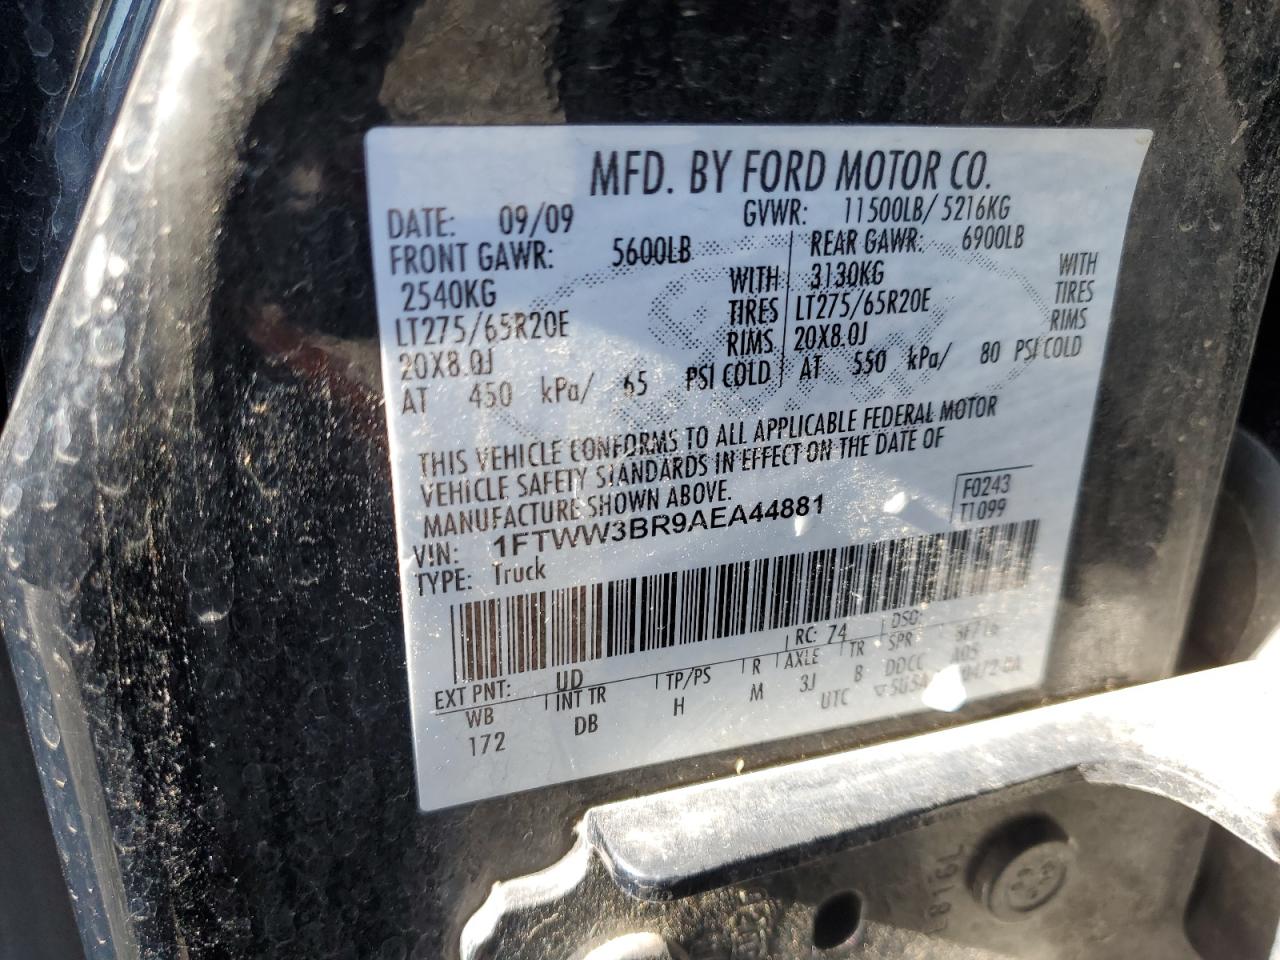 MFD. BY FORD MOTOR CO.
DATE: 09/09 GVWR: 11500LB/ 5216KG
FRONT GAWR: 5600LB REAR GAWR: 6900LB
2540KG WITH 3130KG WITH
LT275/65R20E TIRES LT275/65R20E TIRES
20X8.0J RIMS 20X8.0J RIMS
AT 450 kPa/ 65 PSI COLD AT 550 kPa/ 80 PSI COLD
THIS VEHICLE CONFORMS TO ALL APPLICABLE FEDERAL MOTOR
VEHICLE SAFETY STANDARDS IN EFFECT ON THE DATE OF
MANUFACTURE SHOWN ABOVE.
VIN: 1FTWW3BR9AEA44881
F0243
T1099
TYPE: Truck
EXT PNT: UD RC: 74 DSO:
WB INT TR TP/PS R AXLE TR SPR
172 DB H M 3J B DDCC
UTC